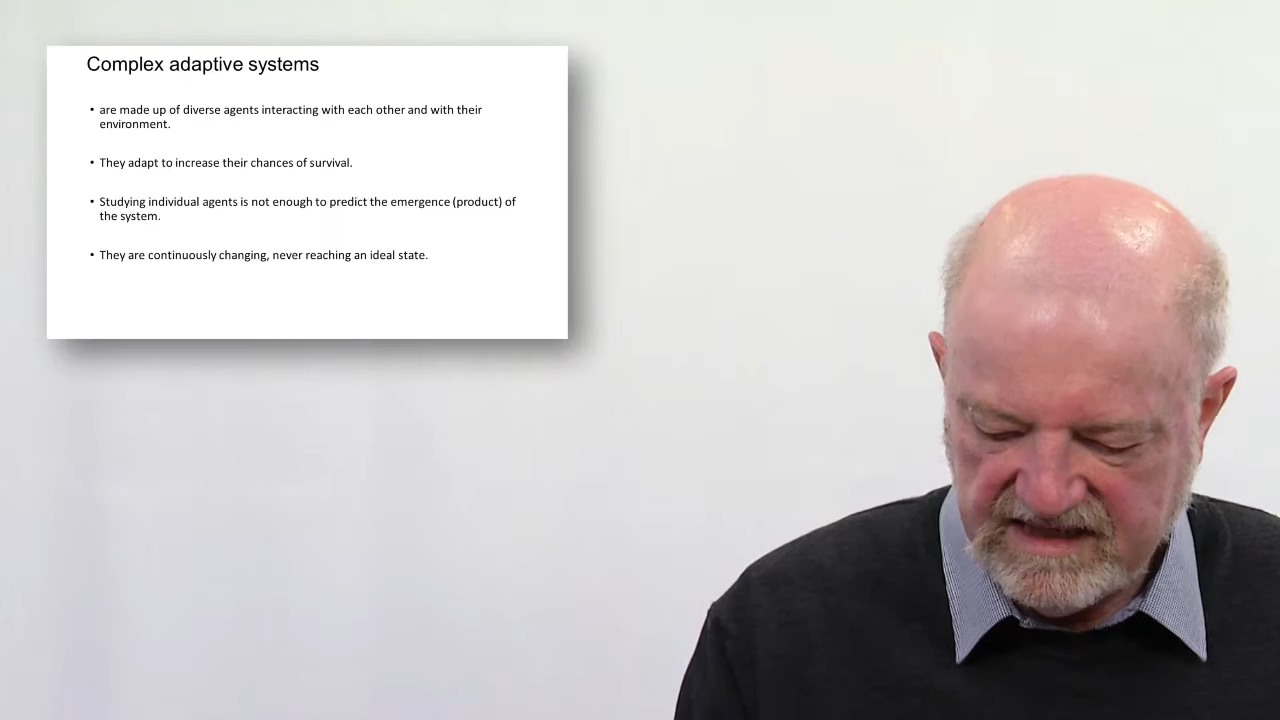 Complex adaptive systems
• are made up of diverse agents interacting with each other and with their
environment.
• They adapt to increase their chances of survival.
• Studying individual agents is not enough to predict the emergence (product) of
the system.
• They are continuously changing, never reaching an ideal state.